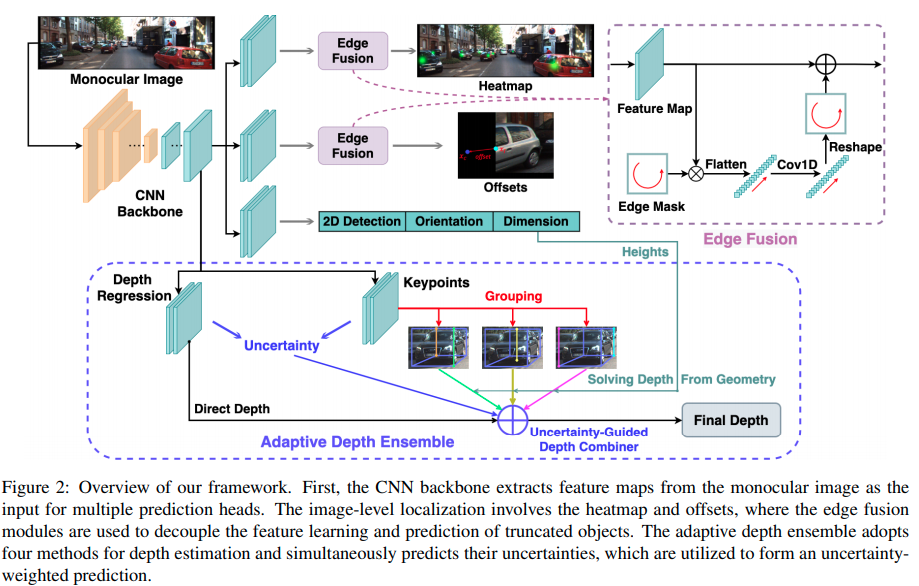 Monocular Image
CNN
Backbone
Edge
Fusion
Heatmap
Edge
Fusion
offset
Offsets
2D Detection
Orientation
Dimension
Heights
Feature Map
Edge Mask
Flatten
Cov1D
Reshape
Edge Fusion
Depth
Regression
Keypoints
Grouping
Uncertainty
Solving Depth From Geometry
Direct Depth
Adaptive Depth Ensemble
Uncertainty-Guided
Depth Combiner
Final Depth
Figure 2: Overview of our framework. First, the CNN backbone extracts feature maps from the monocular image as the
input for multiple prediction heads. The image-level localization involves the heatmap and offsets, where the edge fusion
modules are used to decouple the feature learning and prediction of truncated objects. The adaptive depth ensemble adopts
four methods for depth estimation and simultaneously predicts their uncertainties, which are utilized to form an uncertainty-
weighted prediction.